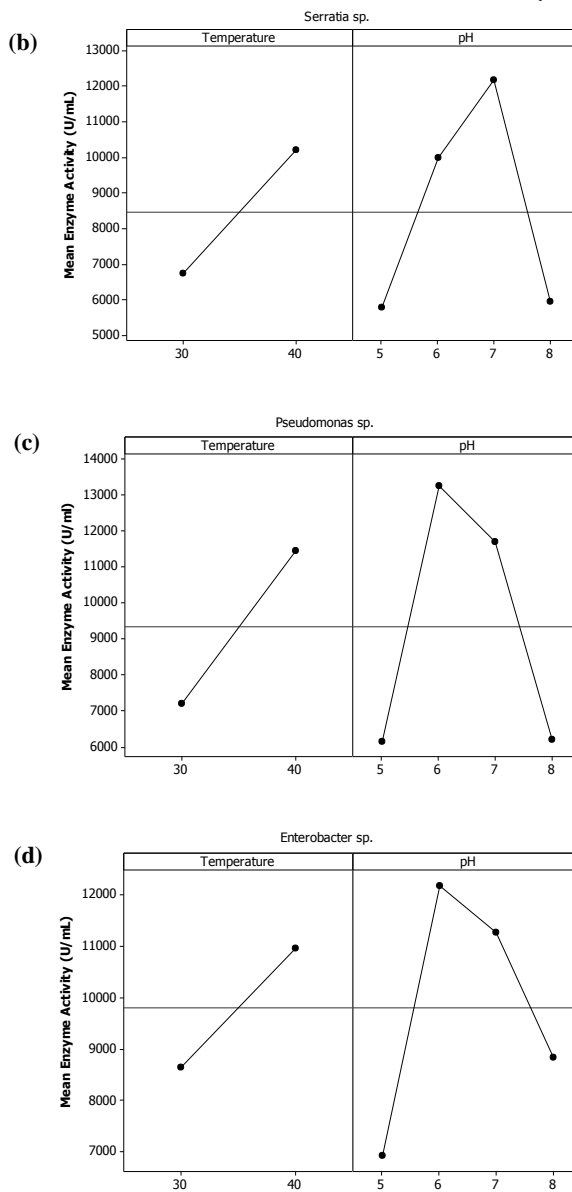 Serratia sp.
(b)
Temperature pH
13000
12000
11000
10000
9000
8000
7000
6000
5000
Mean Enzyme Activity (U/mL)
30 40 5 6 7 8
Pseudomonas sp.
(c)
Temperature pH
14000
13000
12000
11000
10000
9000
8000
7000
6000
Mean Enzyme Activity (U/ml)
30 40 5 6 7 8
Enterobacter sp.
(d)
Temperature pH
12000
11000
10000
9000
8000
7000
Mean Enzyme Activity (U/mL)
30 40 5 6 7 8